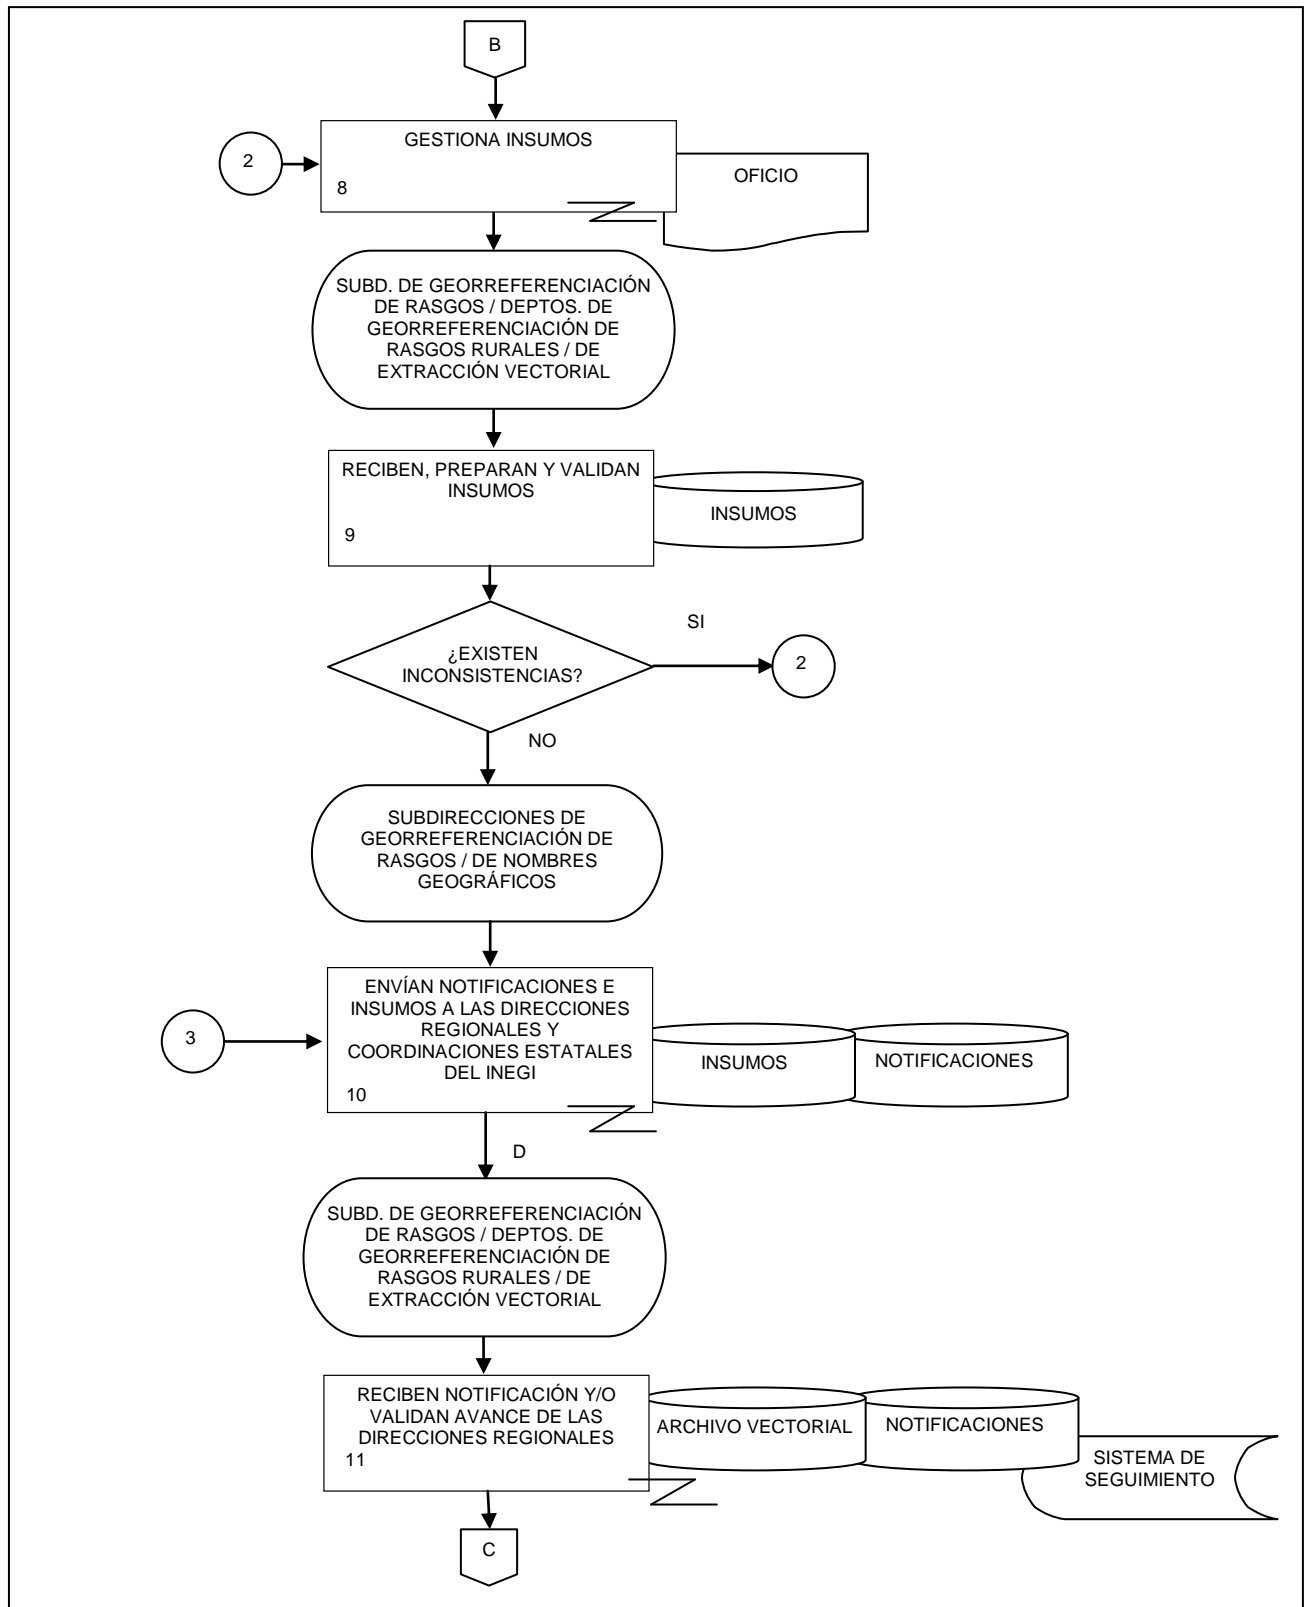 B
2
GESTIONA INSUMOS
8
OFICIO
SUBD. DE GEORREFERENCIACIÓN
DE RASGOS / DEPTOS. DE
GEORREFERENCIACIÓN DE
RASGOS RURALES / DE
EXTRACCIÓN VECTORIAL
RECIBEN, PREPARAN Y VALIDAN
INSUMOS
9
INSUMOS
¿EXISTEN
INCONSISTENCIAS?
SI
2
NO
SUBDIRECCIONES DE
GEORREFERENCIACIÓN DE
RASGOS / DE NOMBRES
GEOGRÁFICOS
3
ENVÍAN NOTIFICACIONES E
INSUMOS A LAS DIRECCIONES
REGIONALES Y
COORDINACIONES ESTATALES
DEL INEGI
10
INSUMOS
NOTIFICACIONES
D
SUBD. DE GEORREFERENCIACIÓN
DE RASGOS / DEPTOS. DE
GEORREFERENCIACIÓN DE
RASGOS RURALES / DE
EXTRACCIÓN VECTORIAL
RECIBEN NOTIFICACIÓN Y/O
VALIDAN AVANCE DE LAS
DIRECCIONES REGIONALES
11
ARCHIVO VECTORIAL
NOTIFICACIONES
SISTEMA DE
SEGUIMIENTO
C